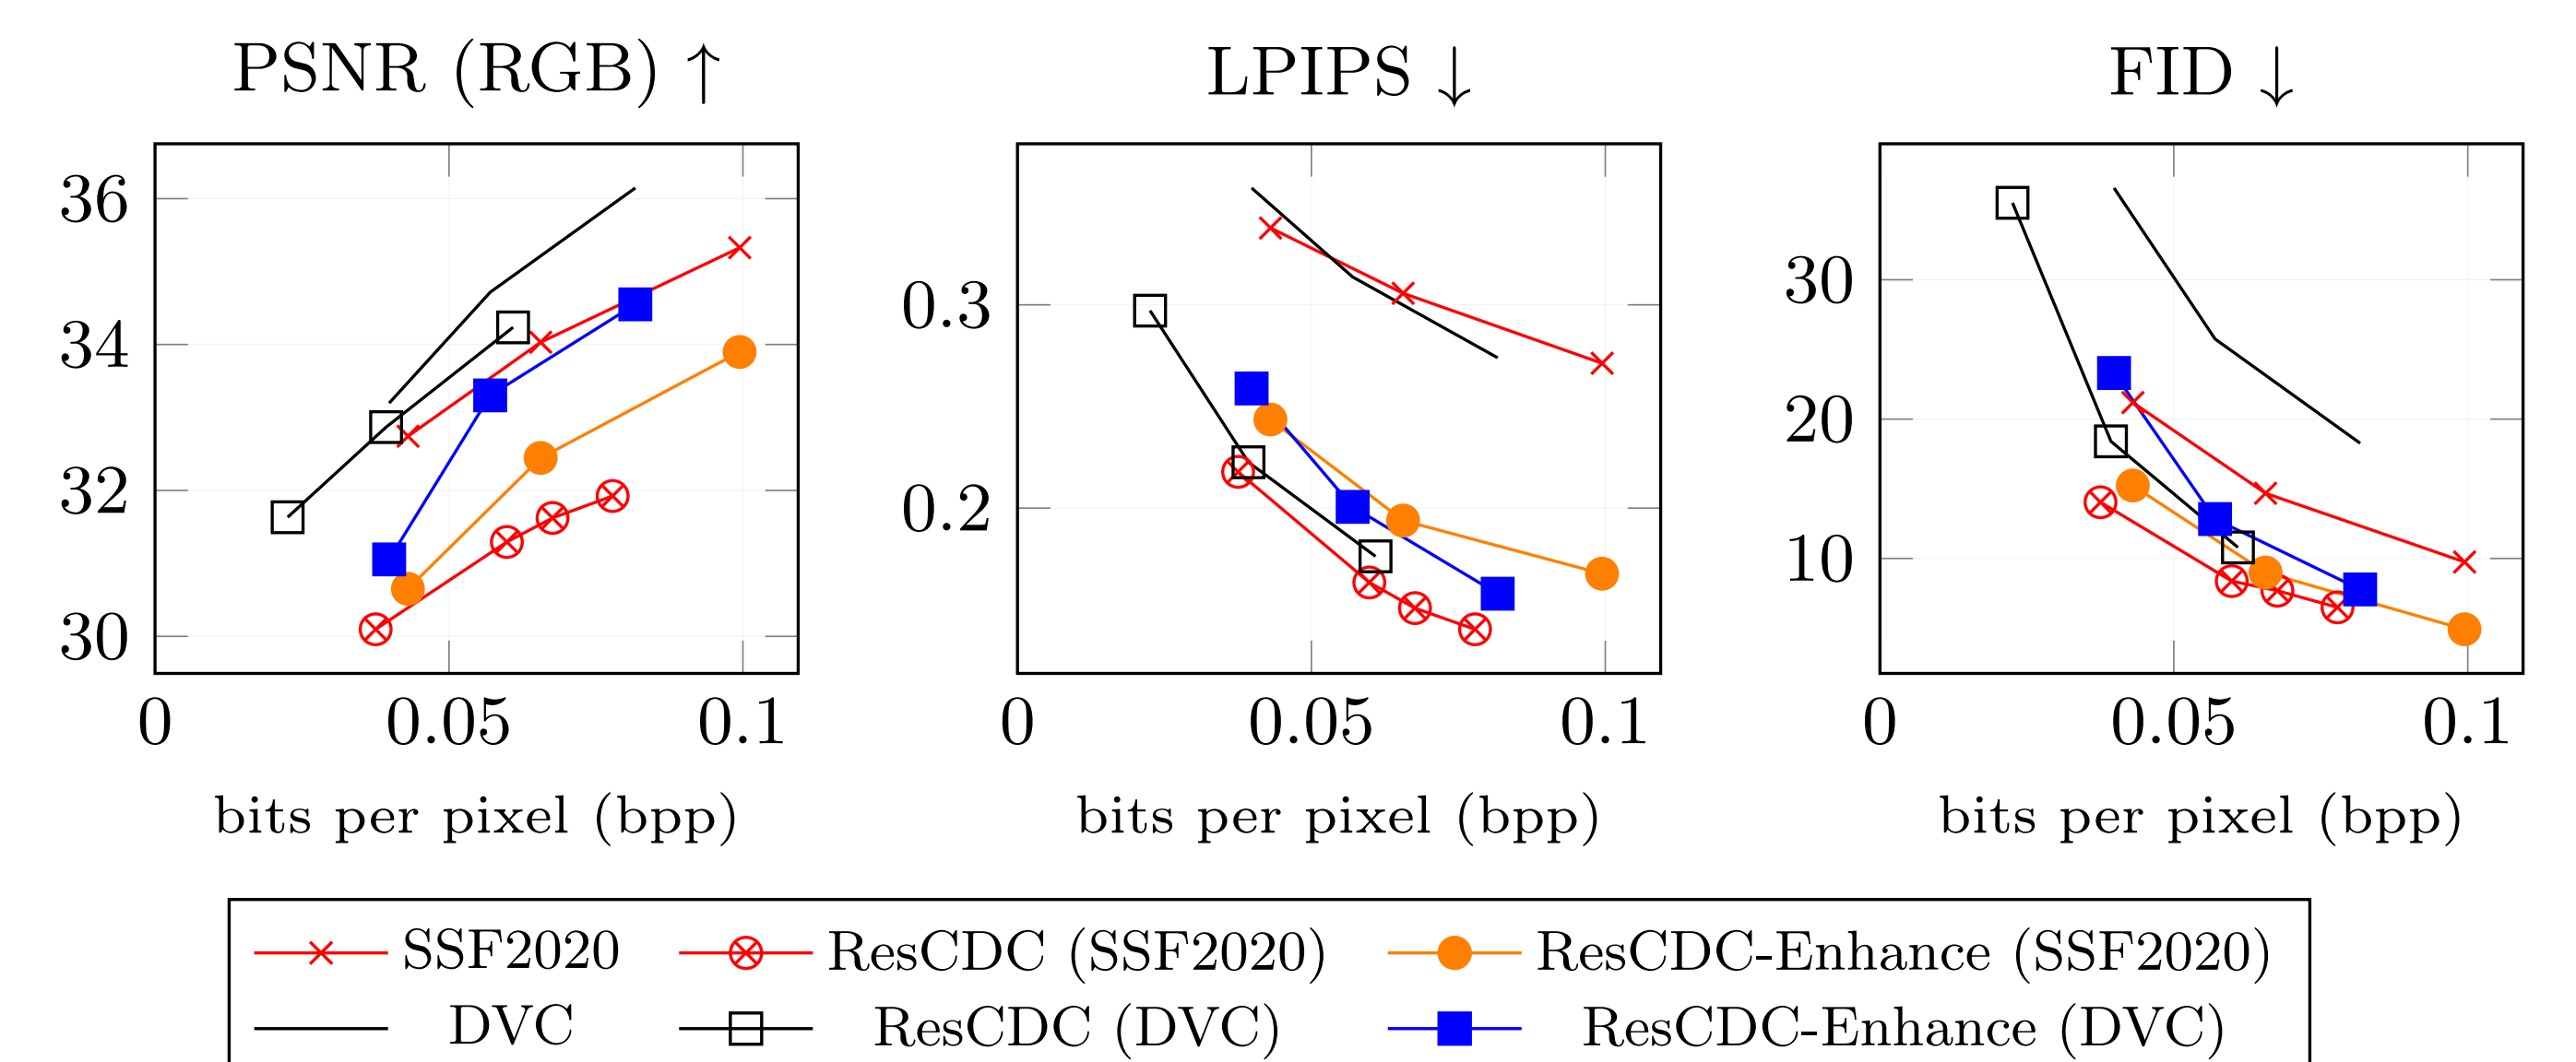 PSNR (RGB) ↑
LPIPS ↓
FID ↓
36
34
32
30
0 0.05 0.1
bits per pixel (bpp)
0.3
0.2
0 0.05 0.1
bits per pixel (bpp)
30
20
10
0 0.05 0.1
bits per pixel (bpp)
SSF2020 ResCDC (SSF2020) ResCDC-Enhance (SSF2020)
DVC ResCDC (DVC) ResCDC-Enhance (DVC)